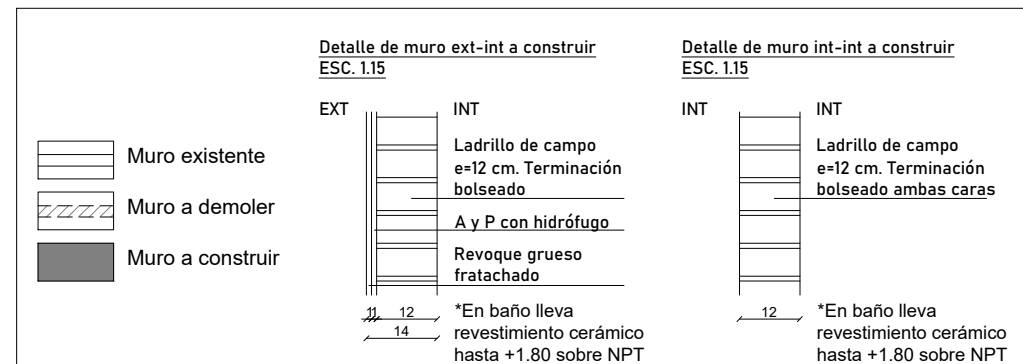 Muro existente
Muro a demoler
Muro a construir
Detalle de muro ext-int a construir
ESC. 1.15
EXT
INT
Ladrillo de campo
e=12 cm. Terminación
bolseado
A y P con hidrófugo
Revoque grueso
fratachado
1 1 12
14
*En baño lleva
revestimiento cerámico
hasta +1.80 sobre NPT
Detalle de muro int-int a construir
ESC. 1.15
INT
INT
Ladrillo de campo
e=12 cm. Terminación
bolseado ambas caras
12
*En baño lleva
revestimiento cerámico
hasta +1.80 sobre NPT